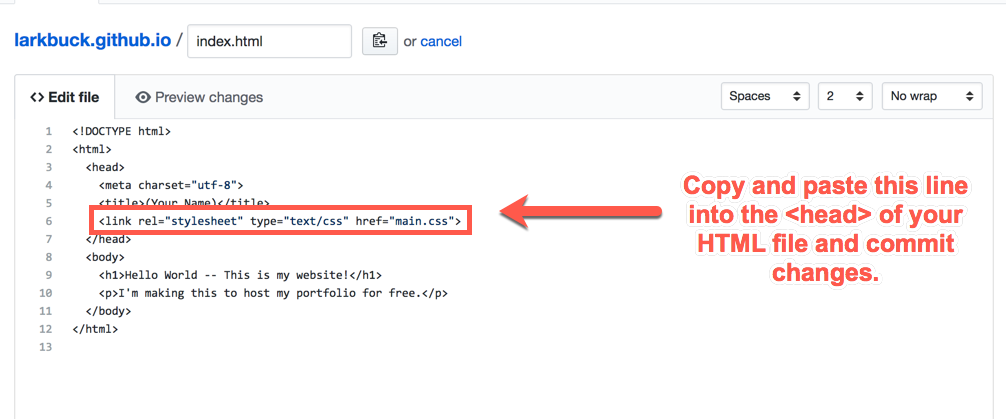 larkbuck.github.io / index.html or cancel
<> Edit file Preview changes Spaces 2 No wrap
1 <!DOCTYPE html>
2 <html>
3 <head>
4 <meta charset="utf-8">
5 <title>(Your Name)</title>
6 <link rel="stylesheet" type="text/css" href="main.css">
7 </head>
8 <body>
9 <h1>Hello World -- This is my website!</h1>
10 <p>I'm making this to host my portfolio for free.</p>
11 </body>
12 </html>
13
Copy and paste this line
into the <head> of your
HTML file and commit
changes.